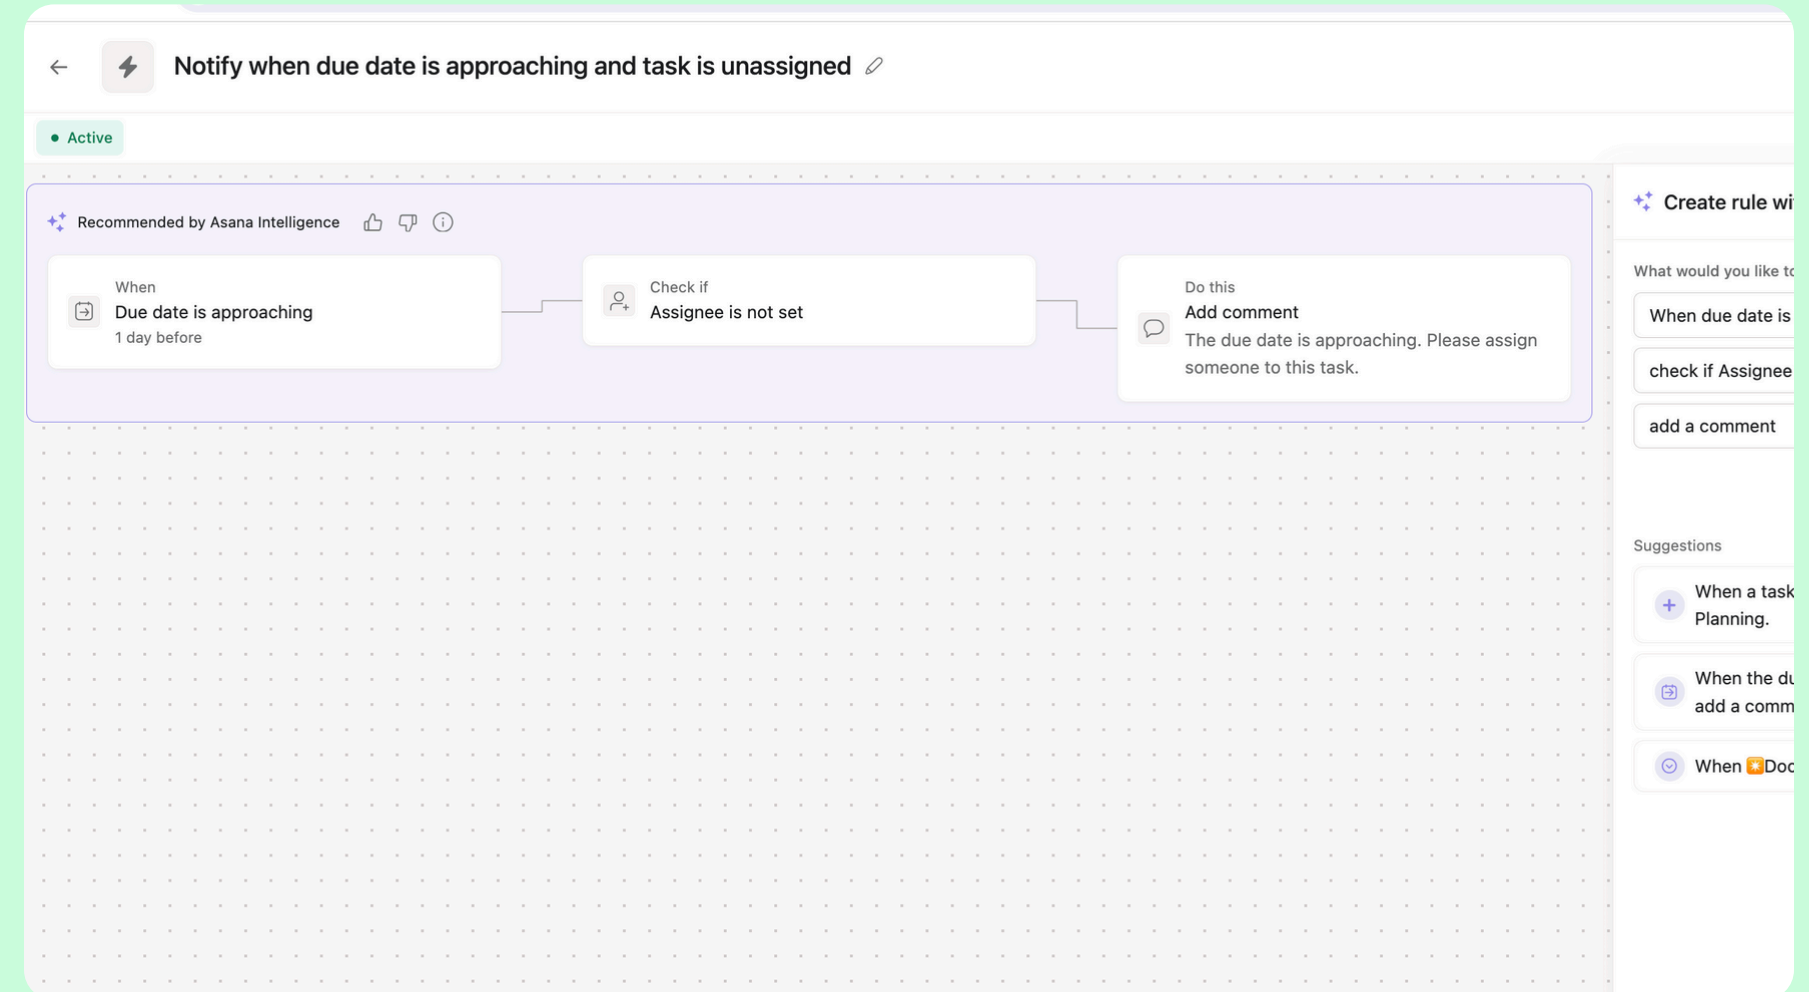 Notify when due date is approaching and task is unassigned
Active
Recommended by Asana Intelligence
When
Due date is approaching
1 day before
Check if
Assignee is not set
Do this
Add comment
The due date is approaching. Please assign
someone to this task.
Create rule
What would you like
When due date is
check if Assignee
add a comment
Suggestions
When a task
Planning.
When the
add a
When 💥